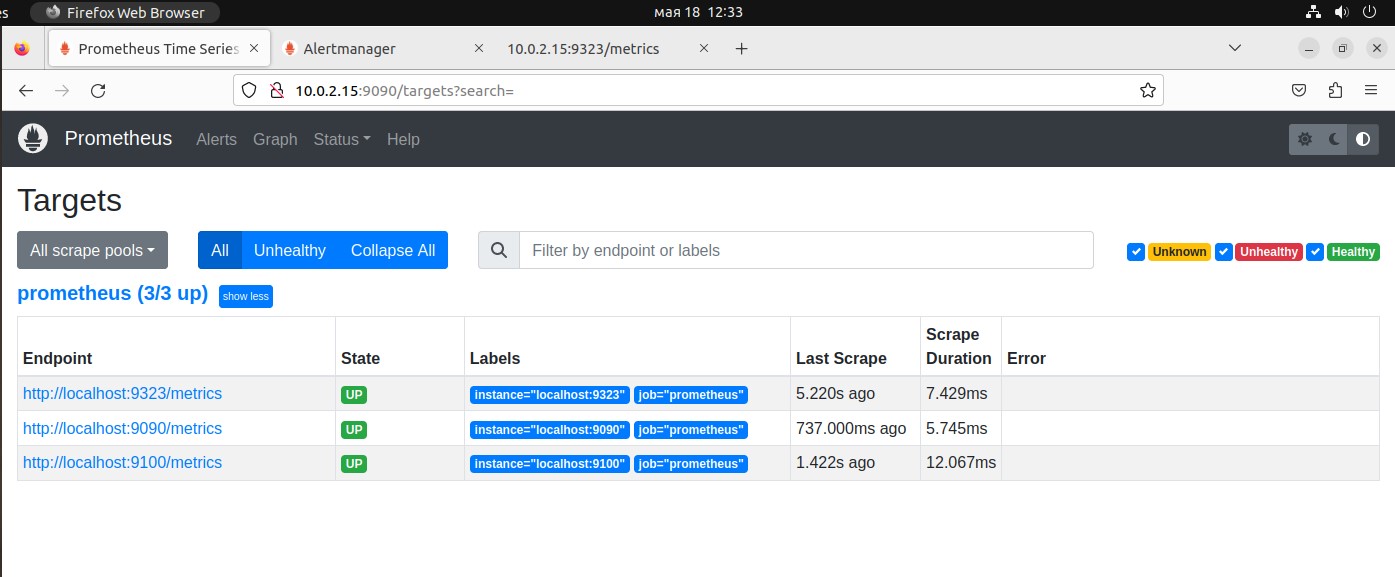 es Firefox Web Browser мая 18 12:33
Prometheus Time Series Alertmanager 10.0.2.15:9323/metrics
10.0.2.15:9090/targets?search=
Prometheus Alerts Graph Status Help
Targets
All scrape pools All Unhealthy Collapse All Filter by endpoint or labels Unknown Unhealthy Healthy
prometheus (3/3 up) show less
Endpoint State Labels Last Scrape Scrape Duration Error
http://localhost:9323/metrics UP instance="localhost:9323" job="prometheus" 5.220s ago 7.429ms
http://localhost:9090/metrics UP instance="localhost:9090" job="prometheus" 737.000ms ago 5.745ms
http://localhost:9100/metrics UP instance="localhost:9100" job="prometheus" 1.422s ago 12.067ms